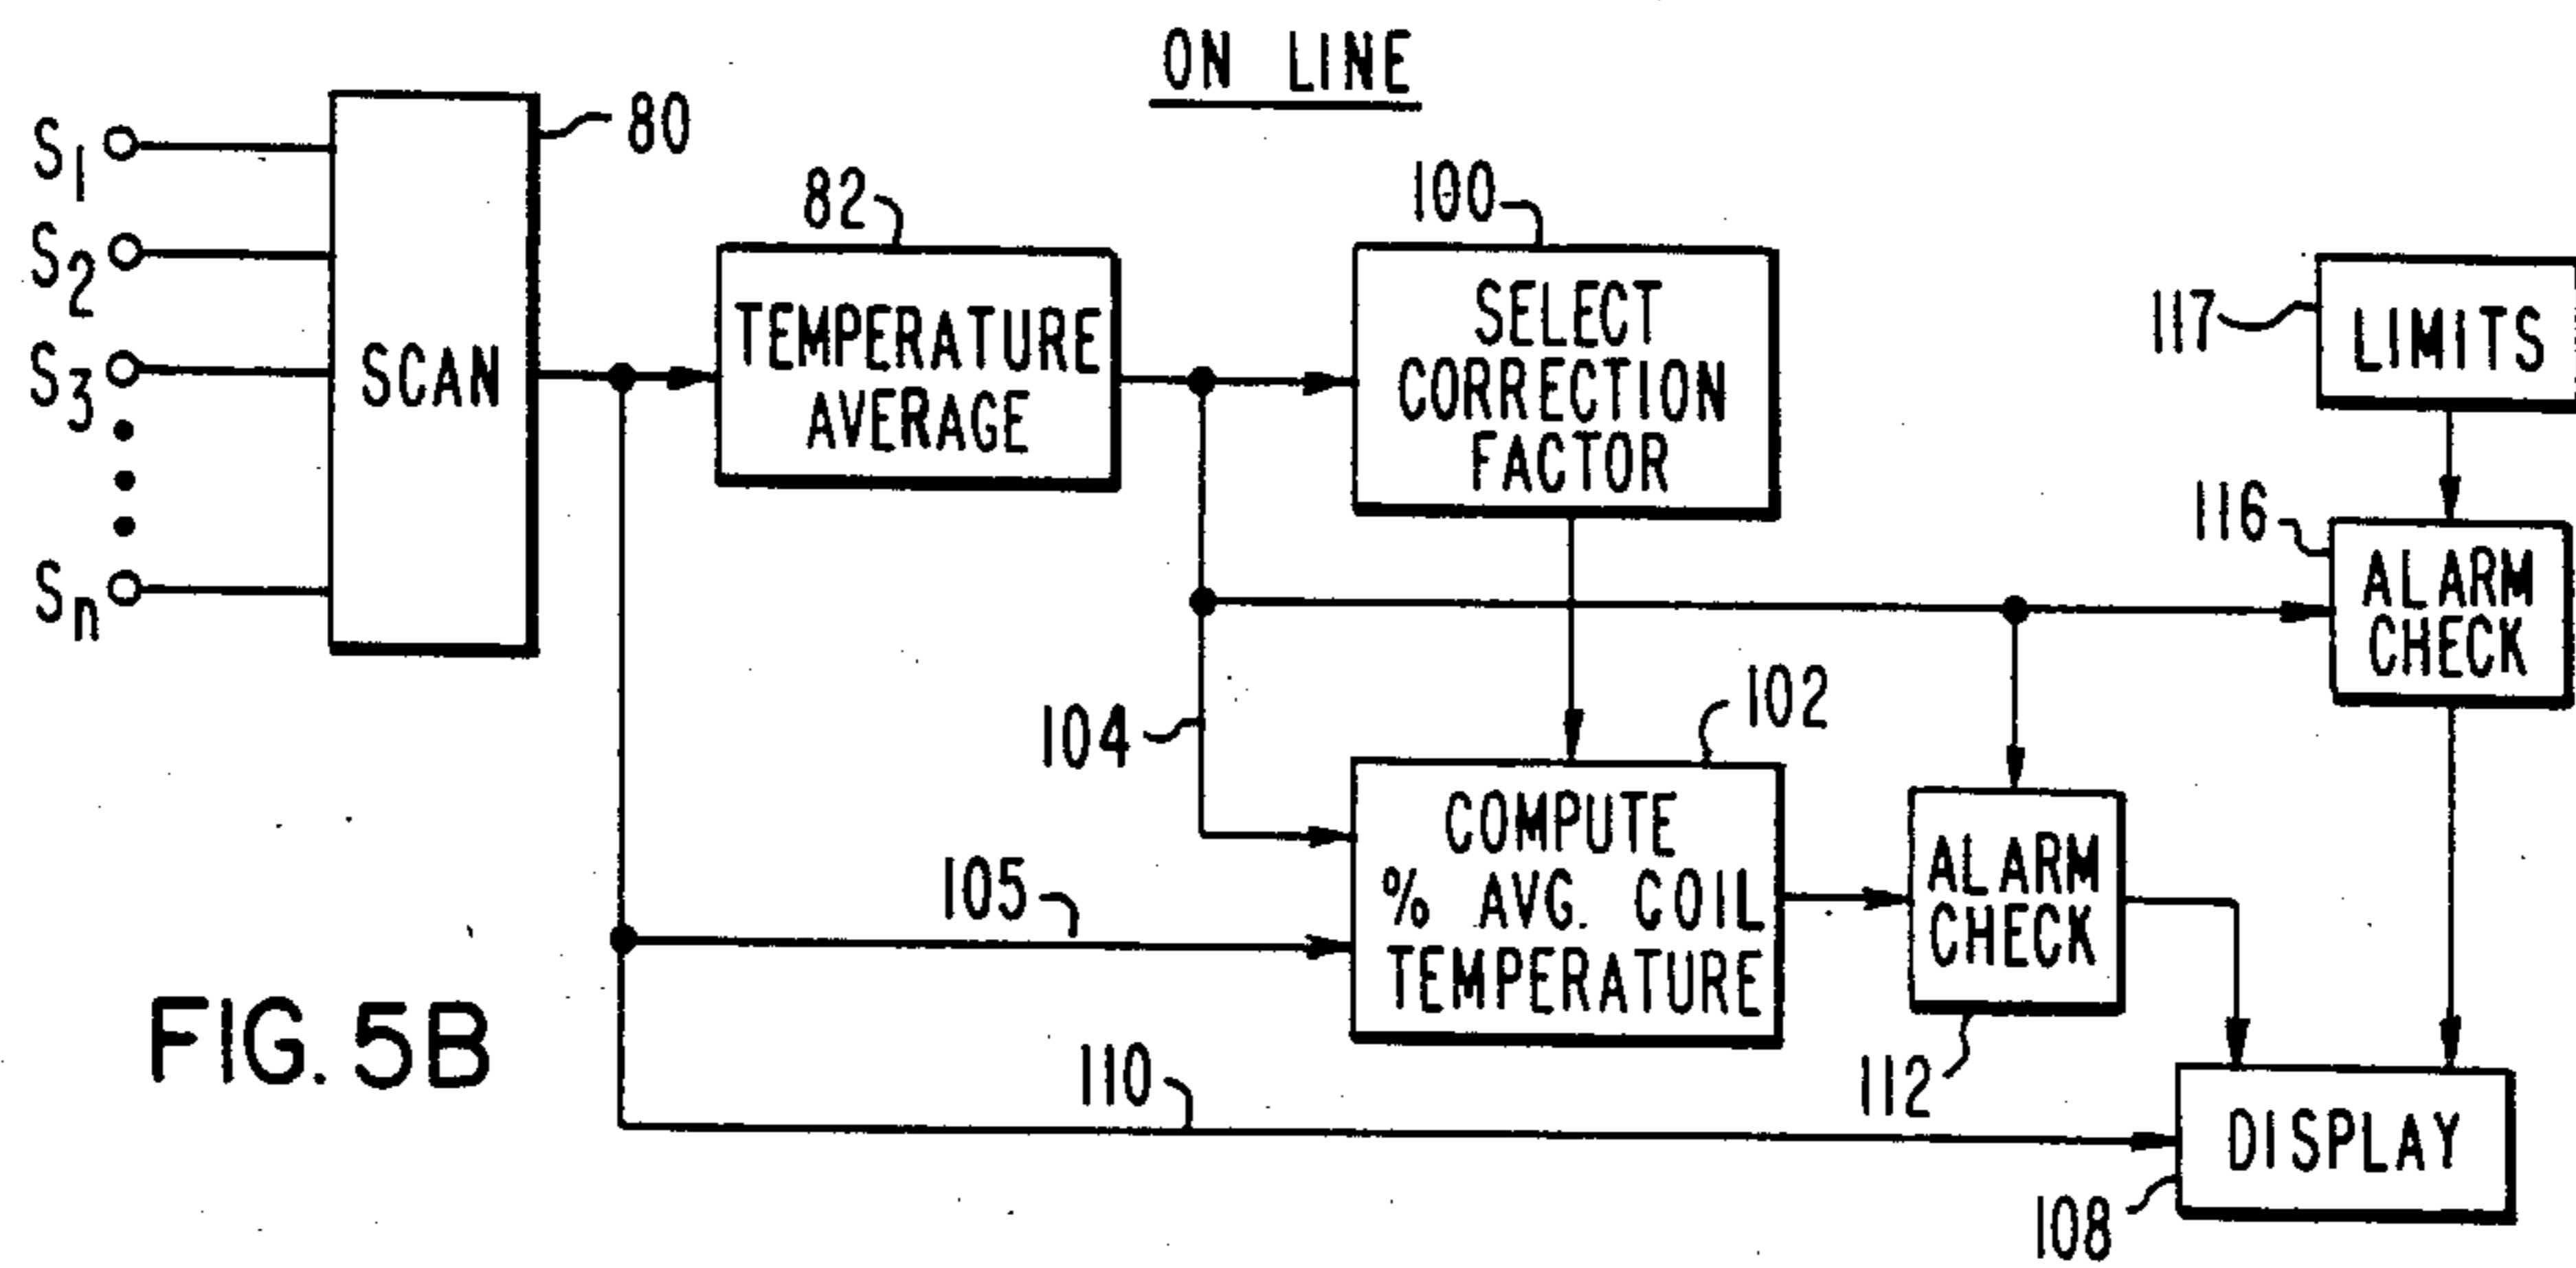 ON LINE
S1
S2
S3
Sn
SCAN
80
82
TEMPERATURE
AVERAGE
100
SELECT
CORRECTION
FACTOR
117
LIMITS
116
ALARM
CHECK
104
102
COMPUTE
% AVG. COIL
TEMPERATURE
105
ALARM
CHECK
112
110
DISPLAY
108
FIG. 5B